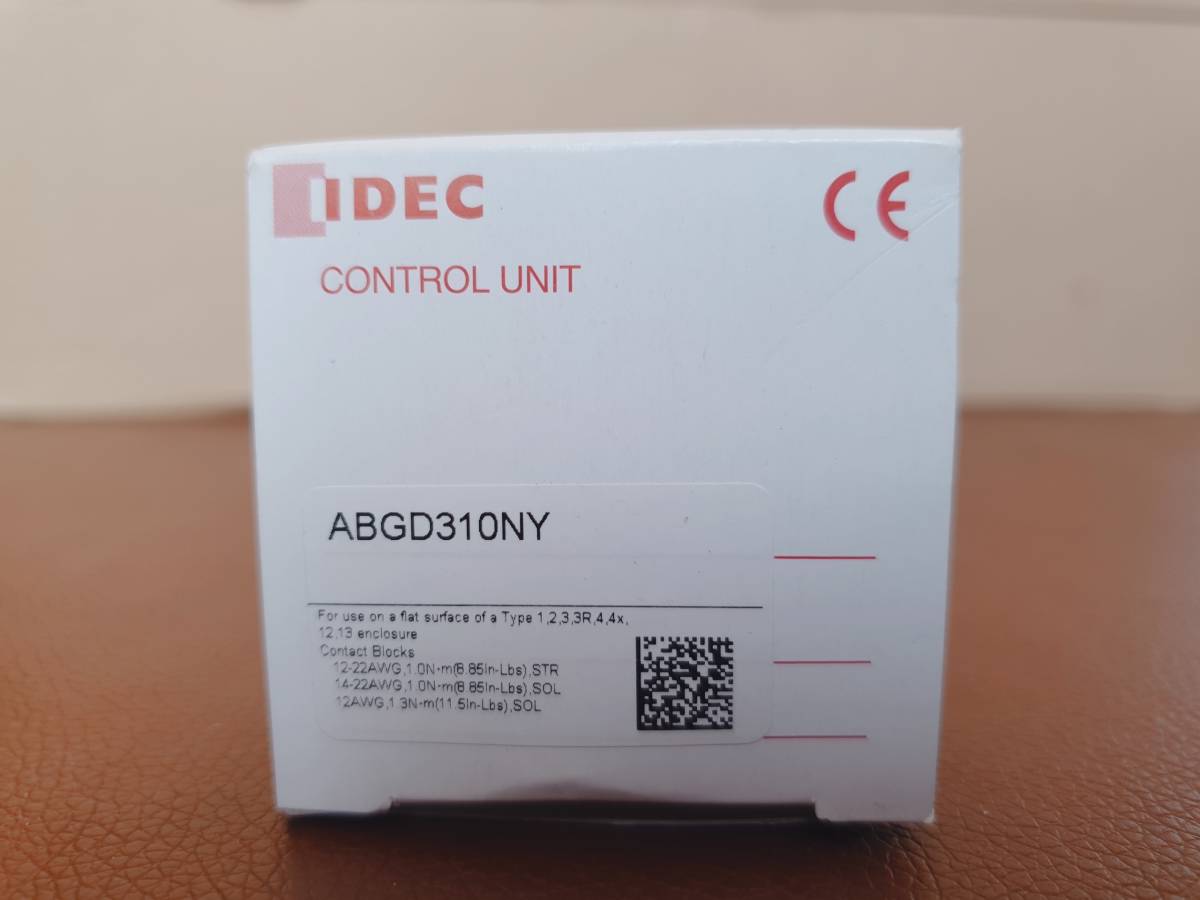 IDEC
CE
CONTROL UNIT
ABGD310NY
For use on a flat surface of a Type 1,2,3,3R,4,4x,
12,13 enclosure
Contact Blocks
12-22AWG,1.0N·m(8.85In-Lbs),STR
14-22AWG,1.0N·m(8.85In-Lbs),SOL
12AWG,1.3N·m(11.5In-Lbs),SOL